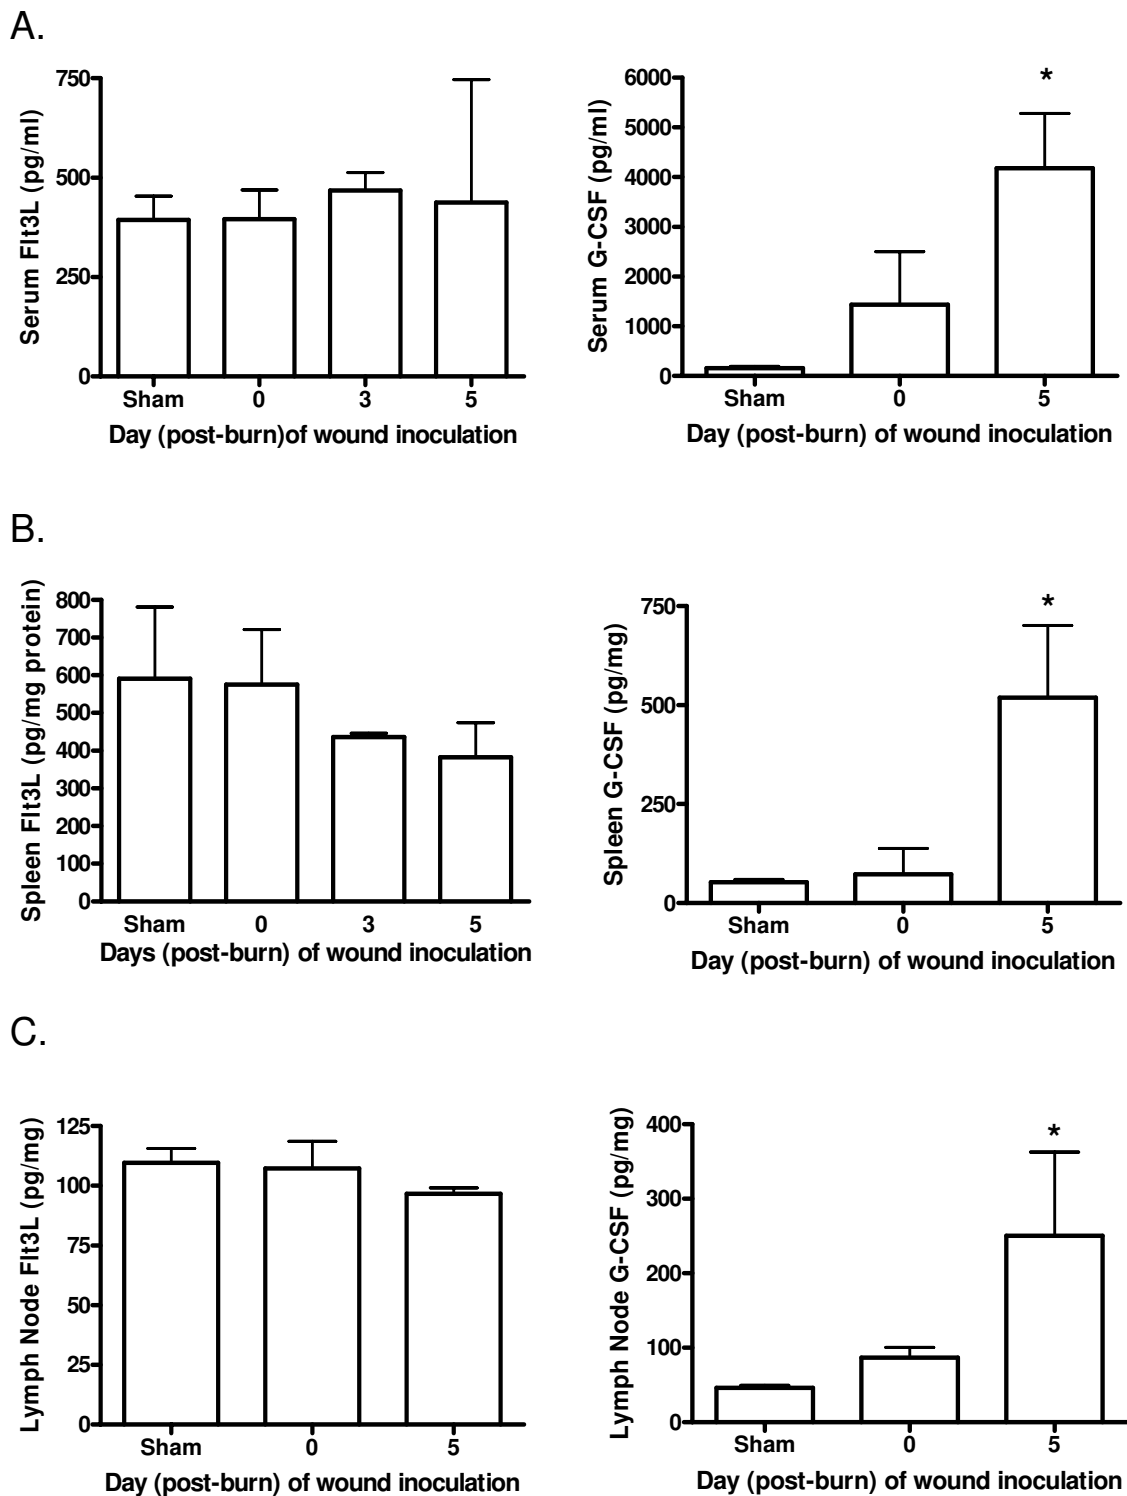 A.
Serum Flt3L (pg/ml)
750
500
250
0
Sham 0 3 5
Day (post-burn)of wound inoculation
Serum G-CSF (pg/ml)
6000
5000
4000
3000
2000
1000
0
*
Sham 0 5
Day (post-burn) of wound inoculation
B.
Spleen Flt3L (pg/mg protein)
800
700
600
500
400
300
200
100
0
Sham 0 3 5
Days (post-burn) of wound inoculation
Spleen G-CSF (pg/mg)
750
500
250
0
*
Sham 0 5
Day (post-burn) of wound inoculation
C.
Lymph Node Flt3L (pg/mg)
125
100
75
50
25
0
Sham 0 5
Day (post-burn) of wound inoculation
Lymph Node G-CSF (pg/mg)
400
300
200
100
0
*
Sham 0 5
Day (post-burn) of wound inoculation